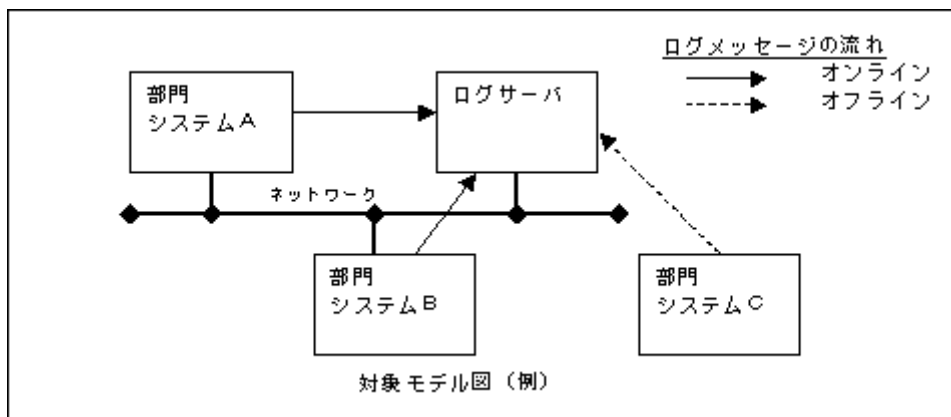 ログメッセージの流れ
オンライン
オフライン
部門
システムA
ログサーバ
ネットワーク
部門
システムB
部門
システムC
対象モデル図（例）